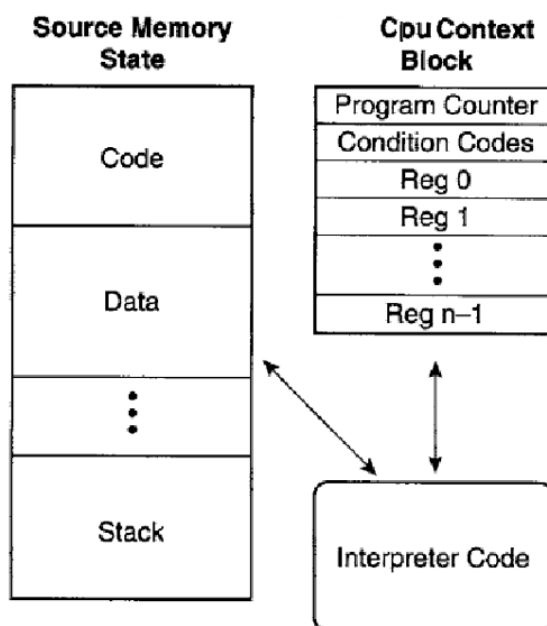 Source Memory
State
Code
Data
Stack
Cpu Context
Block
Program Counter
Condition Codes
Reg 0
Reg 1
Reg n–1
Interpreter Code